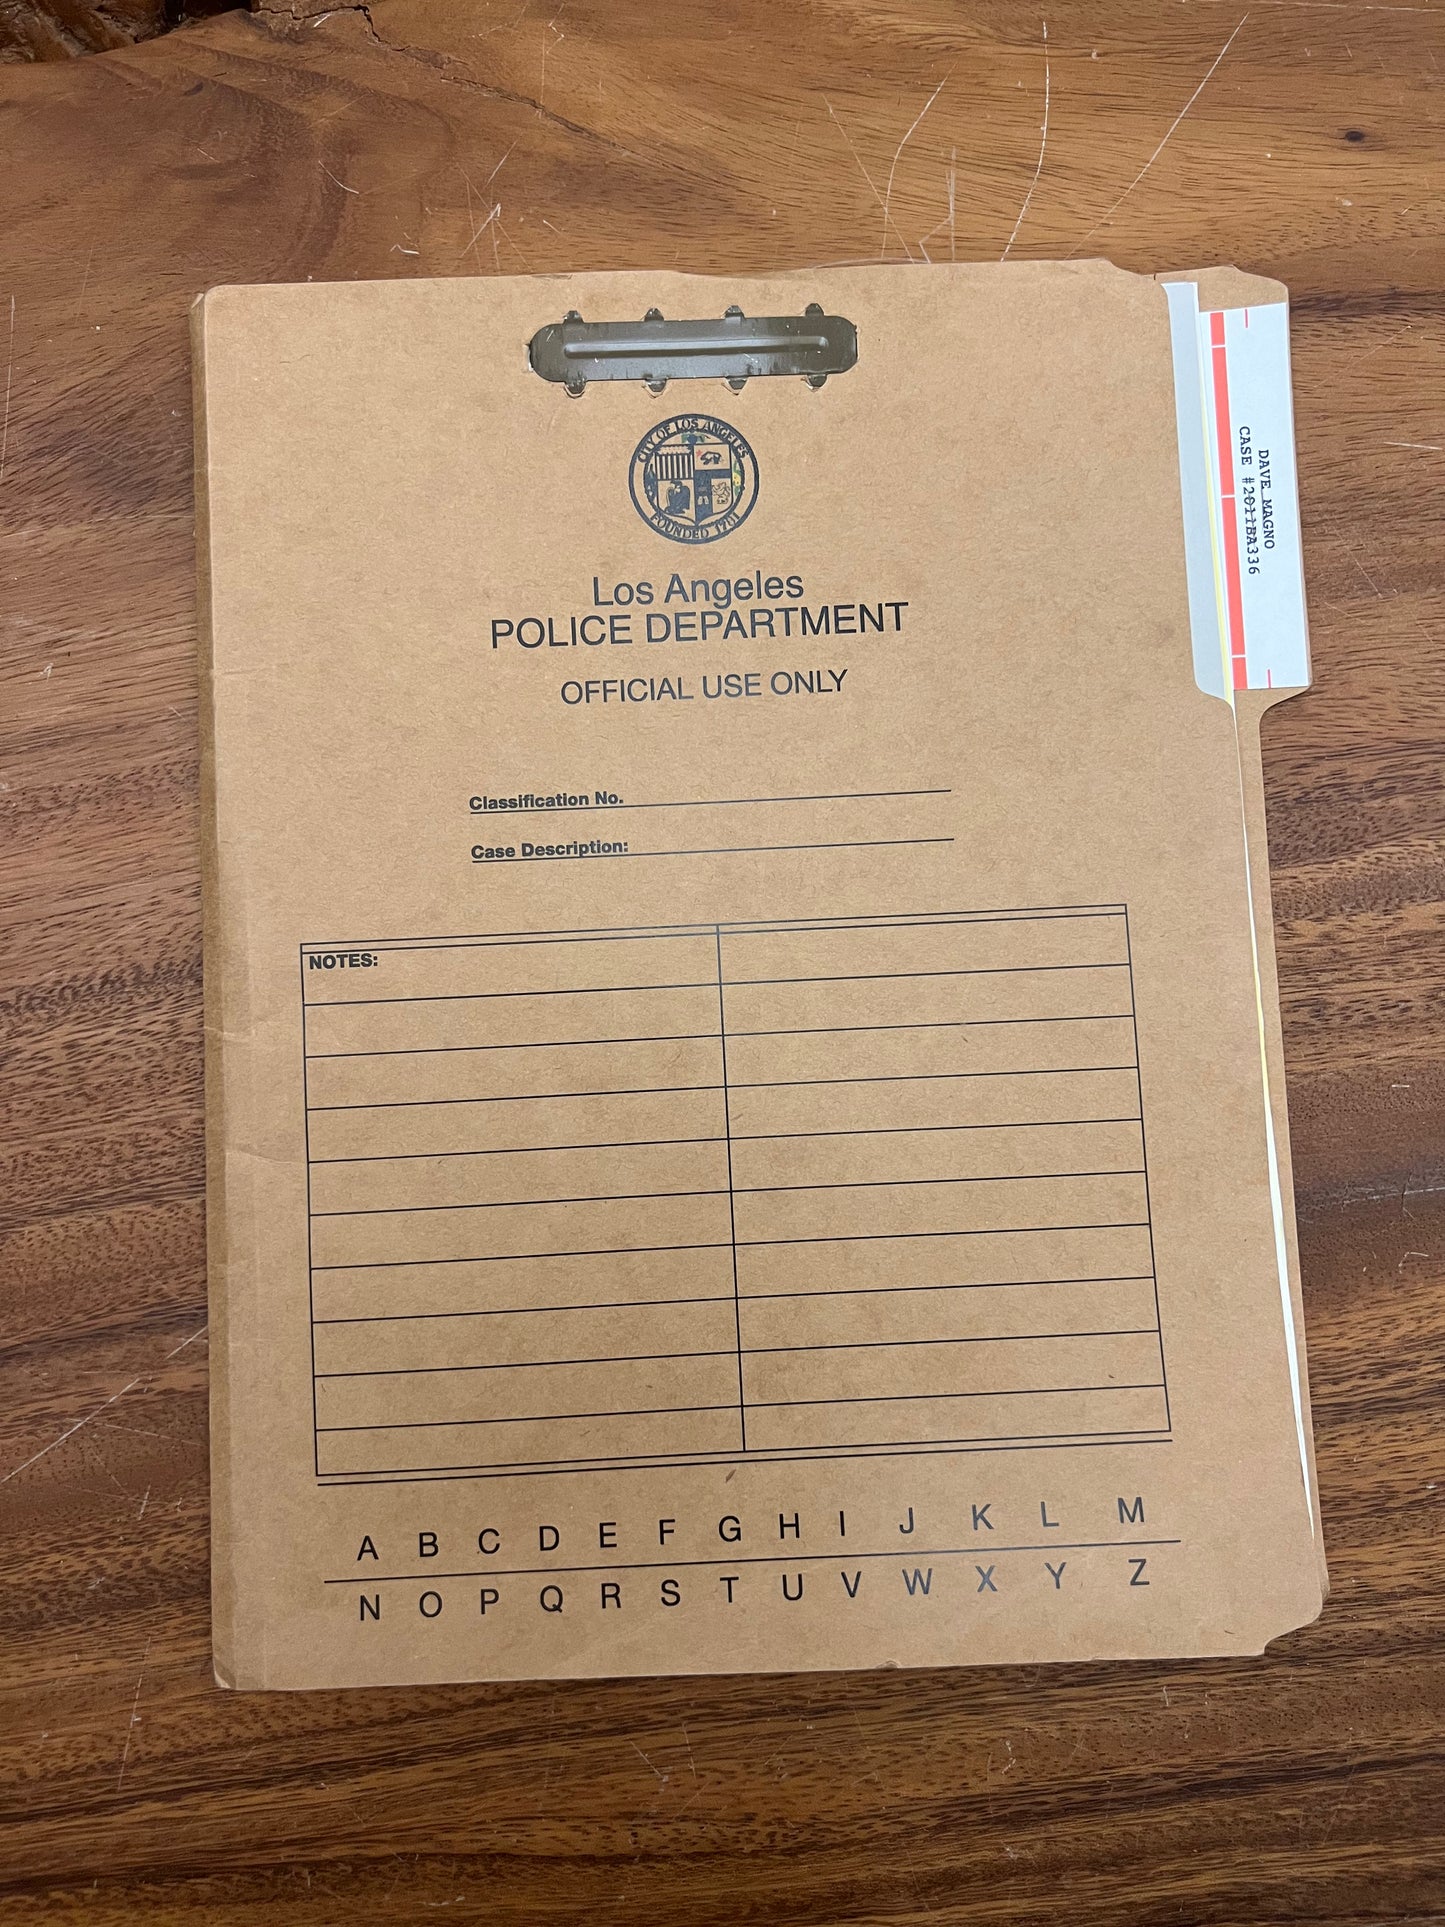 CITY OF LOS ANGELES
FOUNDED 1781
Los Angeles
POLICE DEPARTMENT
OFFICIAL USE ONLY
Classification No.
Case Description:
NOTES:
A B C D E F G H I J K L M
N O P Q R S T U V W X Y Z
DAVE MAGNO
CASE #2011BA336